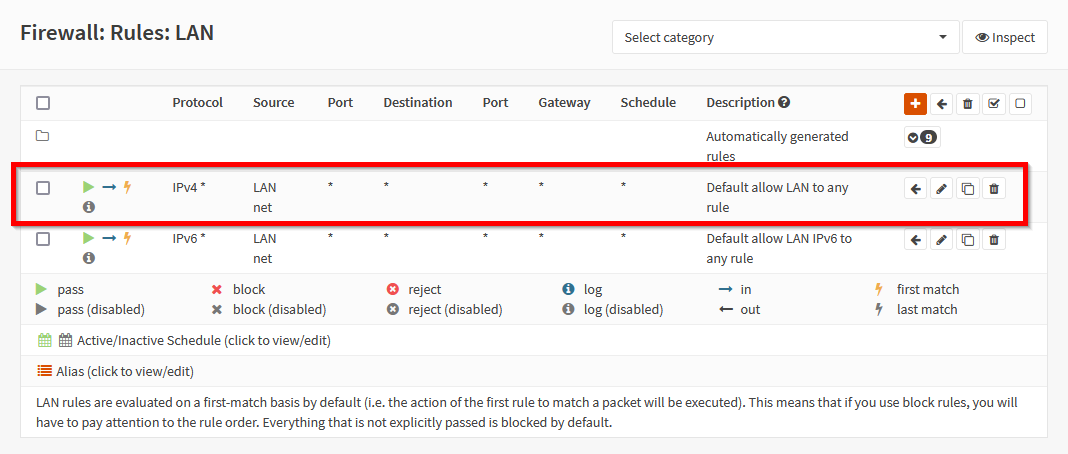 Firewall: Rules: LAN
Select category
Inspect
Protocol Source Port Destination Port Gateway Schedule Description
Automatically generated
rules
9
IPv4 * LAN
net * * * * * Default allow LAN to any
rule
IPv6 * LAN
net * * * * * Default allow LAN IPv6 to
any rule
pass block reject log in first match
pass (disabled) block (disabled) reject (disabled) log (disabled) out last match
Active/Inactive Schedule (click to view/edit)
Alias (click to view/edit)
LAN rules are evaluated on a first-match basis by default (i.e. the action of the first rule to match a packet will be executed). This means that if you use block rules, you will
have to pay attention to the rule order. Everything that is not explicitly passed is blocked by default.